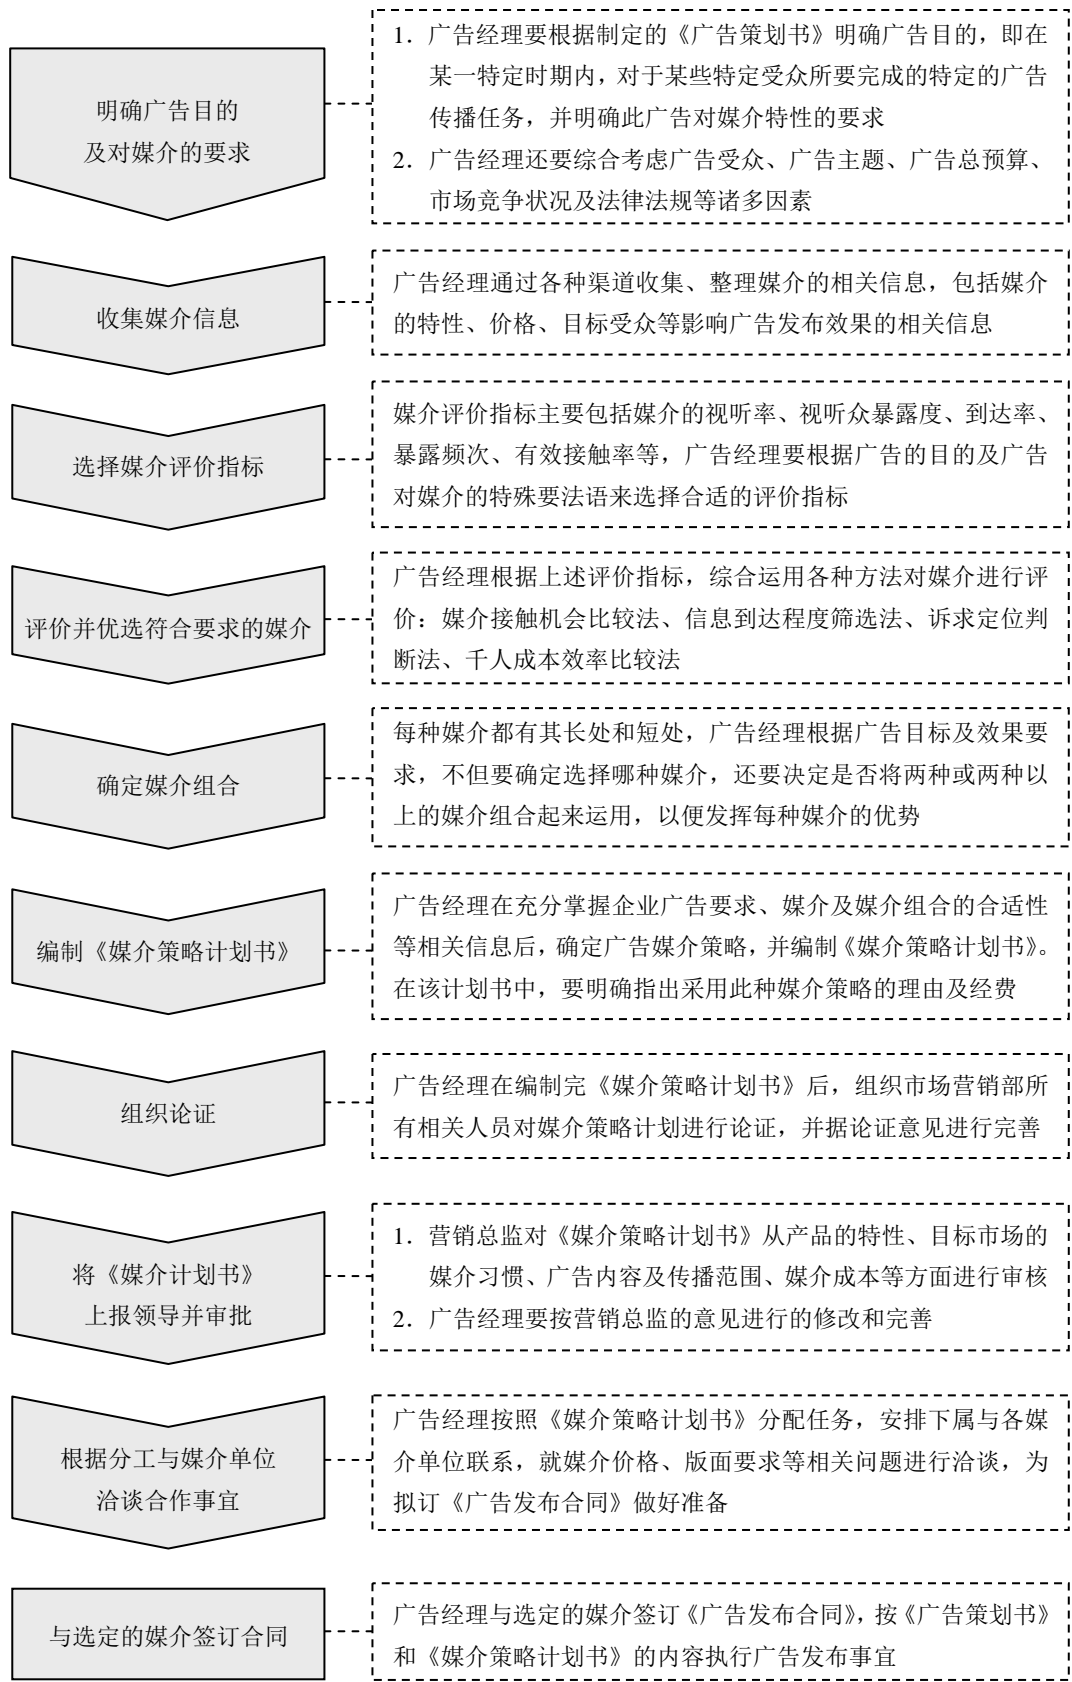 明确广告目的
及对媒介的要求
1．广告经理要根据制定的《广告策划书》明确广告目的，即在
某一特定时期内，对于某些特定受众所要完成的特定的广告
传播任务，并明确此广告对媒介特性的要求
2．广告经理还要综合考虑广告受众、广告主题、广告总预算、
市场竞争状况及法律法规等诸多因素
收集媒介信息
广告经理通过各种渠道收集、整理媒介的相关信息，包括媒介
的特性、价格、目标受众等影响广告发布效果的相关信息
选择媒介评价指标
媒介评价指标主要包括媒介的视听率、视听众暴露度、到达率、
暴露频次、有效接触率等，广告经理要根据广告的目的及广告
对媒介的特殊要法语来选择合适的评价指标
评价并优选符合要求的媒介
广告经理根据上述评价指标，综合运用各种方法对媒介进行评
价：媒介接触机会比较法、信息到达程度筛选法、诉求定位判
断法、千人成本效率比较法
确定媒介组合
每种媒介都有其长处和短处，广告经理根据广告目标及效果要
求，不但要确定选择哪种媒介，还要决定是否将两种或两种以
上的媒介组合起来运用，以便发挥每种媒介的优势
编制《媒介策略计划书》
广告经理在充分掌握企业广告要求、媒介及媒介组合的合适性
等相关信息后，确定广告媒介策略，并编制《媒介策略计划书》。
在该计划书中，要明确指出采用此种媒介策略的理由及经费
组织论证
广告经理在编制完《媒介策略计划书》后，组织市场营销部所
有相关人员对媒介策略计划进行论证，并据论证意见进行完善
将《媒介计划书》
上报领导并审批
1．营销总监对《媒介策略计划书》从产品的特性、目标市场的
媒介习惯、广告内容及传播范围、媒介成本等方面进行审核
2．广告经理要按营销总监的意见进行的修改和完善
根据分工与媒介单位
洽谈合作事宜
广告经理按照《媒介策略计划书》分配任务，安排下属与各媒
介单位联系，就媒介价格、版面要求等相关问题进行洽谈，为
拟订《广告发布合同》做好准备
与选定的媒介签订合同
广告经理与选定的媒介签订《广告发布合同》，按《广告策划书》
和《媒介策略计划书》的内容执行广告发布事宜